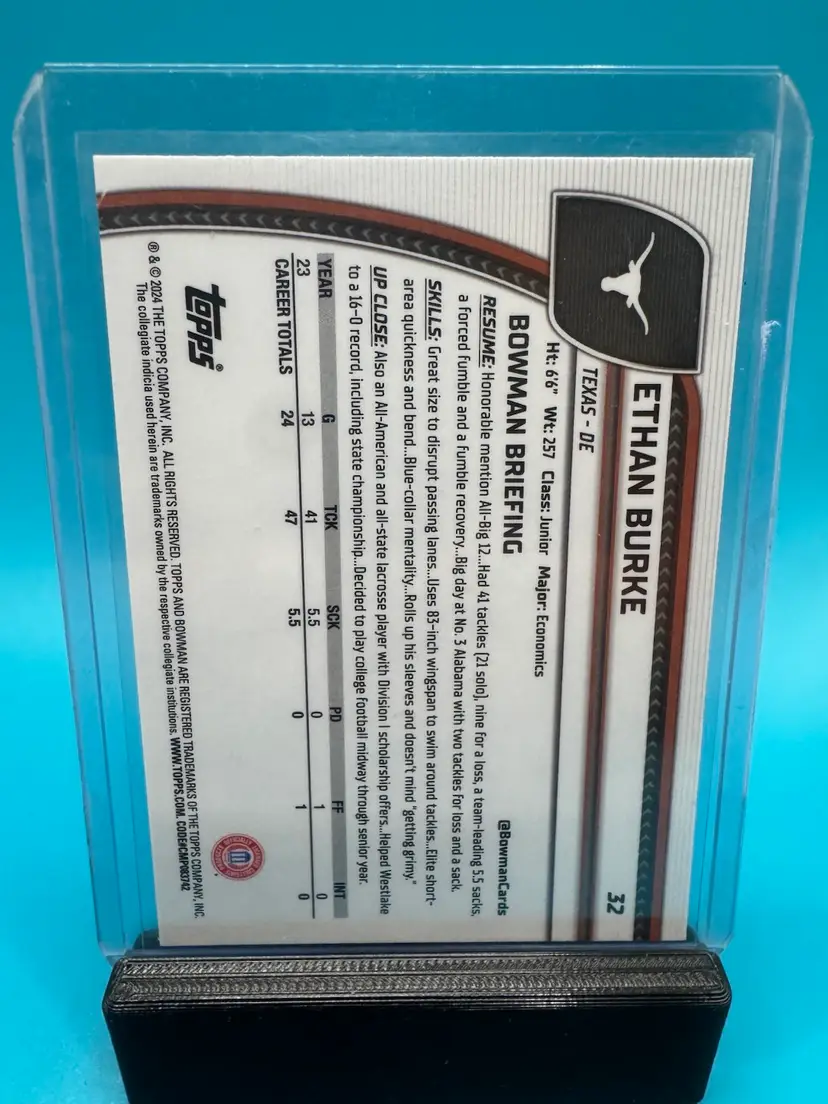 ETHAN BURKE
32
TEXAS - DE
Ht: 6'6" Wt: 257 Class: Junior Major: Economics
BOWMAN BRIEFING
@BowmanCards
RESUME: Honorable mention All-Big 12...Had 41 tackles (21 solo), nine for a loss, a team-leading 5.5 sacks,
a forced fumble and a fumble recovery...Big day at No. 3 Alabama with two tackles for loss and a sack.
SKILLS: Great size to disrupt passing lanes...Uses 83-inch wingspan to swim around tackles...Elite short-
area quickness and bend...Blue-collar mentality...Rolls up his sleeves and doesn't mind "getting grimy."
UP CLOSE: Also an All-American and all-state lacrosse player with Division I scholarship offers...Helped Westlake
to a 16-0 record, including state championship...Decided to play college football midway through senior year.
YEAR G TCK SCK PD FF INT
23 13 41 5.5 0 1 0
CAREER TOTALS 24 47 5.5 0 1 0
topps®
® & © 2024 THE TOPPS COMPANY, INC. ALL RIGHTS RESERVED. TOPPS AND BOWMAN ARE REGISTERED TRADEMARKS OF THE TOPPS COMPANY, INC.
The collegiate indicia used herein are trademarks owned by the respective collegiate institutions. WWW.TOPPS.COM. CODE#CMP083742